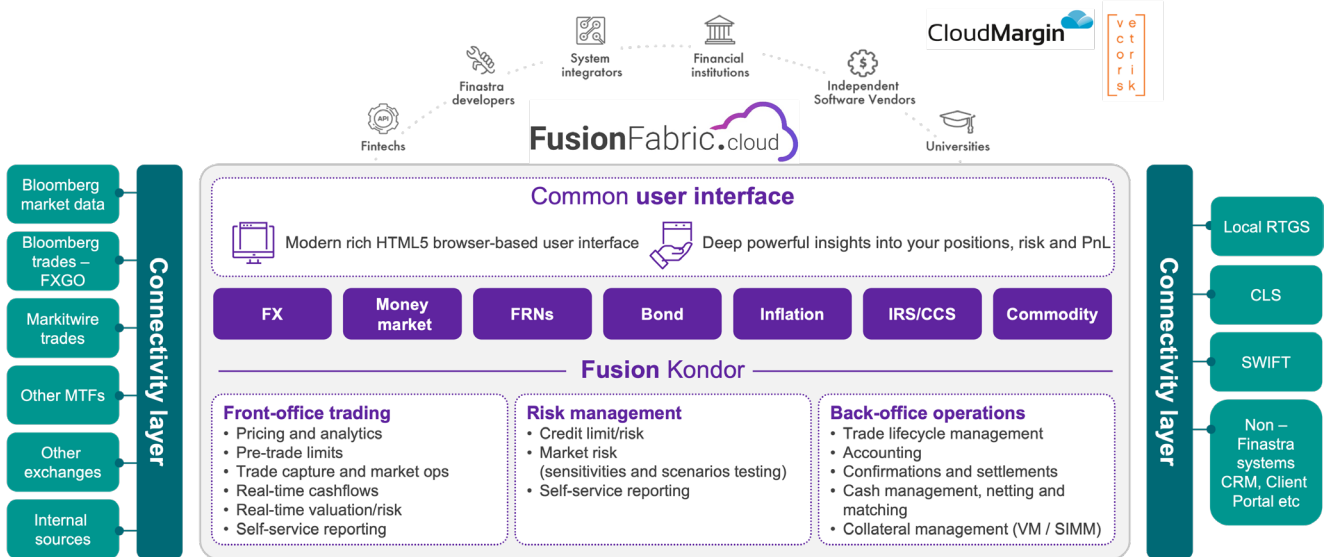 CloudMargin
vectors
etrisk
System
integrators
Financial
institutions
Finastra
developers
Independent
Software Vendors
API
Fintechs
FusionFabric.cloud
Universities
Bloomberg
market data
Bloomberg
trades –
FXGO
Markitwire
trades
Other MTFs
Other
exchanges
Internal
sources
Connectivity layer
Common user interface
Modern rich HTML5 browser-based user interface
Deep powerful insights into your positions, risk and PnL
FX
Money
market
FRNs
Bond
Inflation
IRS/CCS
Commodity
Fusion Kondor
Front-office trading
• Pricing and analytics
• Pre-trade limits
• Trade capture and market ops
• Real-time cashflows
• Real-time valuation/risk
• Self-service reporting
Risk management
• Credit limit/risk
• Market risk
(sensitivities and scenarios testing)
• Self-service reporting
Back-office operations
• Trade lifecycle management
• Accounting
• Confirmations and settlements
• Cash management, netting and
matching
• Collateral management (VM / SIMM)
Connectivity layer
Local RTGS
CLS
SWIFT
Non –
Finastra
systems
CRM, Client
Portal etc